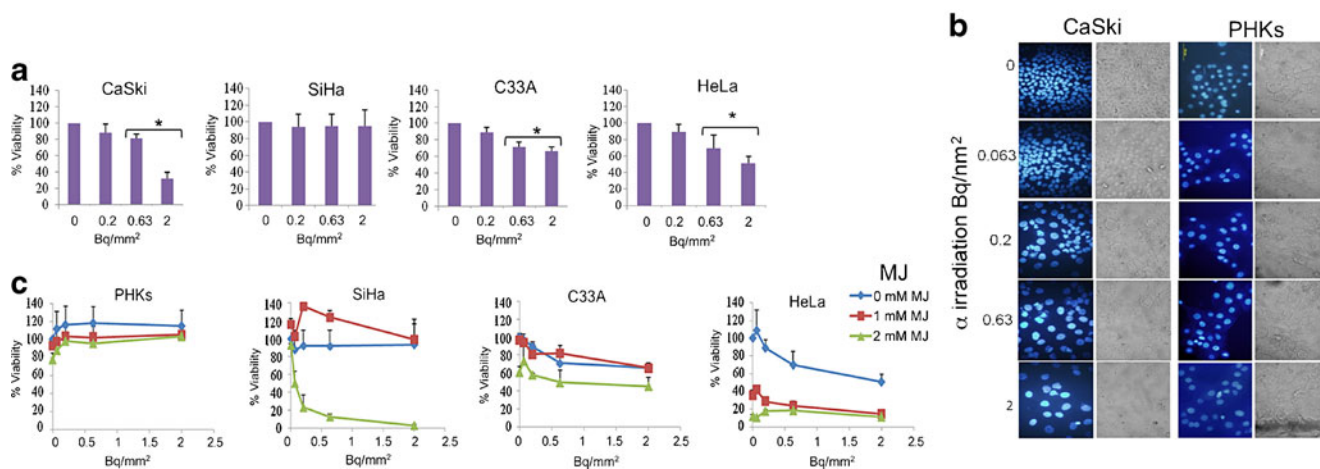 a
CaSki
% Viability
140
120
100
80
60
40
20
0
0 0.2 0.63 2
Bq/mm²
*
SiHa
% Viability
140
120
100
80
60
40
20
0
0 0.2 0.63 2
Bq/mm²
C33A
% Viability
140
120
100
80
60
40
20
0
0 0.2 0.63 2
Bq/mm²
*
HeLa
% Viability
140
120
100
80
60
40
20
0
0 0.2 0.63 2
Bq/mm²
*
b
CaSki PHKs
α irradiation Bq/nm²
0
0.063
0.2
0.63
2
c
PHKs
% Viability
140
120
100
80
60
40
20
0
0 0.5 1 1.5 2 2.5
Bq/mm²
SiHa
% Viability
140
120
100
80
60
40
20
0
0 0.5 1 1.5 2 2.5
Bq/mm²
C33A
% Viability
140
120
100
80
60
40
20
0
0 0.5 1 1.5 2 2.5
Bq/mm²
HeLa
% Viability
140
120
100
80
60
40
20
0
0 0.5 1 1.5 2 2.5
Bq/mm²
MJ
0 mM MJ
1 mM MJ
2 mM MJ